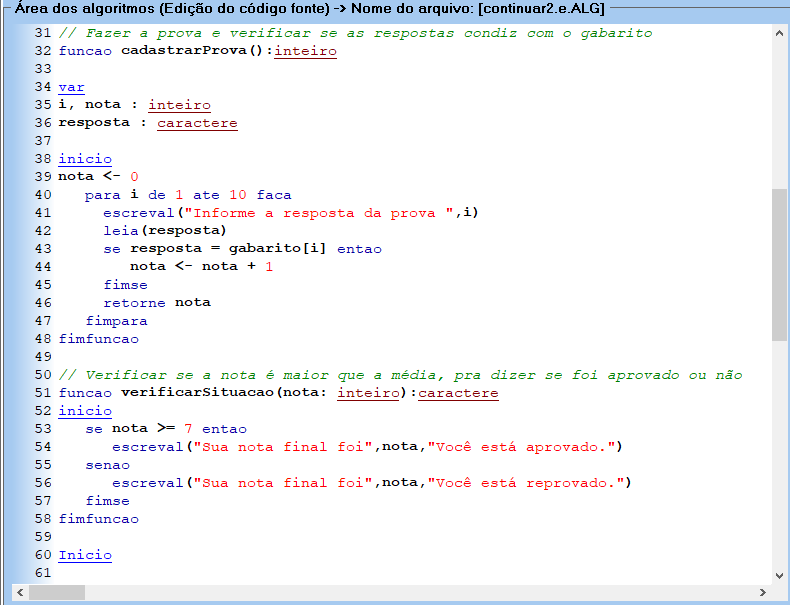 Área dos algoritmos (Edição do código fonte) -> Nome do arquivo: [continuar2.e.ALG]
31 // Fazer a prova e verificar se as respostas condiz com o gabarito
32 funcao cadastrarProva():inteiro
33
34 var
35 i, nota : inteiro
36 resposta : caractere
37
38 inicio
39 nota <- 0
40    para i de 1 ate 10 faca
41      escreval("Informe a resposta da prova ",i)
42      leia(resposta)
43      se resposta = gabarito[i] entao
44         nota <- nota + 1
45      fimse
46      retorne nota
47    fimpara
48 fimfuncao
49
50 // Verificar se a nota é maior que a média, pra dizer se foi aprovado ou não
51 funcao verificarSituacao(nota: inteiro):caractere
52 inicio
53    se nota >= 7 entao
54       escreval("Sua nota final foi",nota,"Você está aprovado.")
55    senao
56       escreval("Sua nota final foi",nota,"Você está reprovado.")
57    fimse
58 fimfuncao
59
60 Inicio
61